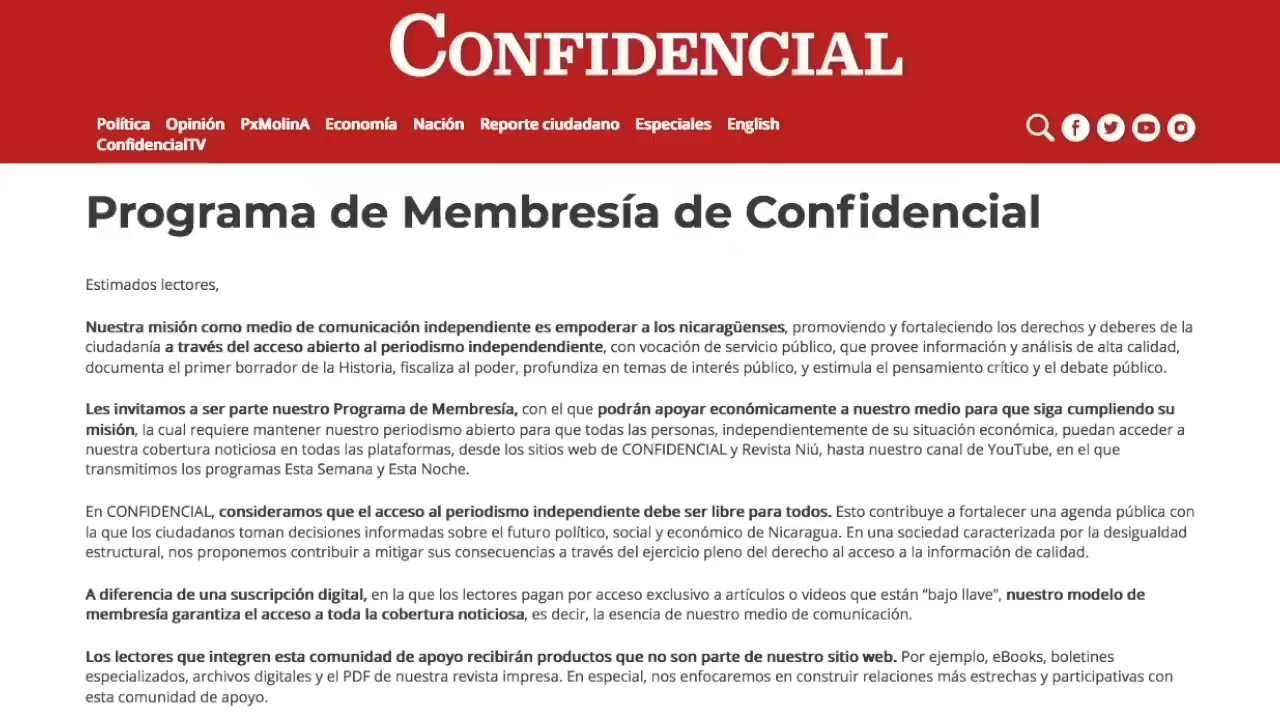 CONFIDENCIAL
Política Opinión PxMolinA Economía Nación Reporte ciudadano Especiales English
ConfidencialTV
Programa de Membresía de Confidencial
Estimados lectores,
Nuestra misión como medio de comunicación independiente es empoderar a los nicaragüenses, promoviendo y fortaleciendo los derechos y deberes de la
ciudadanía a través del acceso abierto al periodismo independendiente, con vocación de servicio público, que provee información y análisis de alta calidad,
documenta el primer borrador de la Historia, fiscaliza al poder, profundiza en temas de interés público, y estimula el pensamiento crítico y el debate público.
Les invitamos a ser parte nuestro Programa de Membresía, con el que podrán apoyar económicamente a nuestro medio para que siga cumpliendo su
misión, la cual requiere mantener nuestro periodismo abierto para que todas las personas, independientemente de su situación económica, puedan acceder a
nuestra cobertura noticiosa en todas las plataformas, desde los sitios web de CONFIDENCIAL y Revista Niú, hasta nuestro canal de YouTube, en el que
transmitimos los programas Esta Semana y Esta Noche.
En CONFIDENCIAL, consideramos que el acceso al periodismo independiente debe ser libre para todos. Esto contribuye a fortalecer una agenda pública con
la que los ciudadanos toman decisiones informadas sobre el futuro político, social y económico de Nicaragua. En una sociedad caracterizada por la desigualdad
estructural, nos proponemos contribuir a mitigar sus consecuencias a través del ejercicio pleno del derecho al acceso a la información de calidad.
A diferencia de una suscripción digital, en la que los lectores pagan por acceso exclusivo a artículos o videos que están “bajo llave”, nuestro modelo de
membresía garantiza el acceso a toda la cobertura noticiosa, es decir, la esencia de nuestro medio de comunicación.
Los lectores que integren esta comunidad de apoyo recibirán productos que no son parte de nuestro sitio web. Por ejemplo, eBooks, boletines
especializados, archivos digitales y el PDF de nuestra revista impresa. En especial, nos enfocaremos en construir relaciones más estrechas y participativas con
esta comunidad de apoyo.